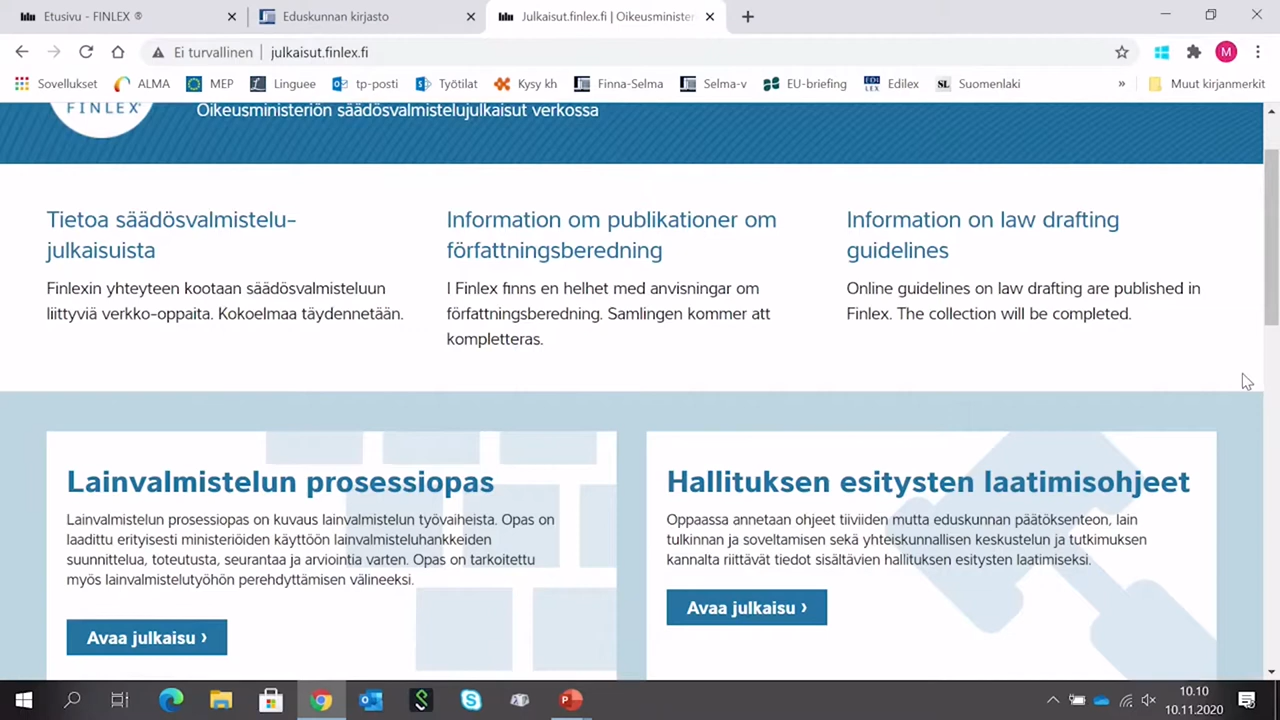 Etusivu - FINLEX ®
Eduskunnan kirjasto
Julkaisut.finlex.fi | Oikeusminister
Ei turvallinen
julkaisut.finlex.fi
M
Sovellukset
ALMA
MEP
Linguee
tp-posti
Työtilat
Kysy kh
Finna-Selma
Selma-v
EU-briefing
Edilex
SL Suomenlaki
»
Muut kirjanmerkit
FINLEX
Oikeusministeriön säädösvalmistelujulkaisut verkossa
Tietoa säädösvalmistelu-
julkaisuista
Finlexin yhteyteen kootaan säädösvalmisteluun
liittyviä verkko-oppaita. Kokoelmaa täydennetään.
Information om publikationer om
författningsberedning
I Finlex finns en helhet med anvisningar om
författningsberedning. Samlingen kommer att
kompletteras.
Information on law drafting
guidelines
Online guidelines on law drafting are published in
Finlex. The collection will be completed.
Lainvalmistelun prosessiopas
Lainvalmistelun prosessiopas on kuvaus lainvalmistelun työvaiheista. Opas on
laadittu erityisesti ministeriöiden käyttöön lainvalmisteluhankkeiden
suunnittelua, toteutusta, seurantaa ja arviointia varten. Opas on tarkoitettu
myös lainvalmistelutyöhön perehdyttämisen välineeksi.
Avaa julkaisu ›
Hallituksen esitysten laatimisohjeet
Oppaassa annetaan ohjeet tiiviiden mutta eduskunnan päätöksenteon, lain
tulkinnan ja soveltamisen sekä yhteiskunnallisen keskustelun ja tutkimuksen
kannalta riittävät tiedot sisältävien hallituksen esitysten laatimiseksi.
Avaa julkaisu ›
10.10
10.11.2020